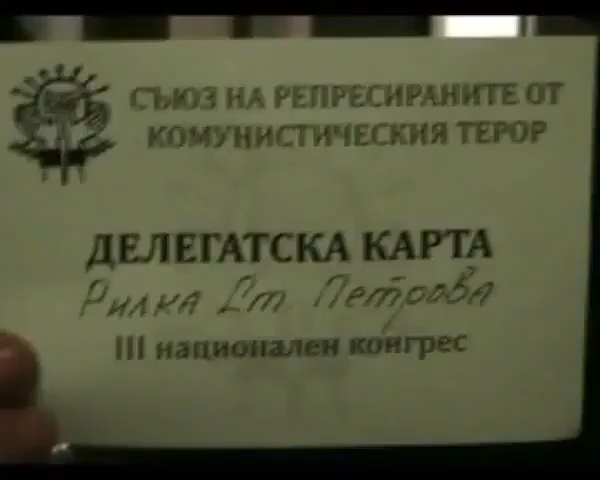 СЪЮЗ НА РЕПРЕСИРАНИТЕ ОТ
КОМУНИСТИЧЕСКИЯ ТЕРОР
ДЕЛЕГАТСКА КАРТА
Рилка Ст. Петрова
III национален конгрес